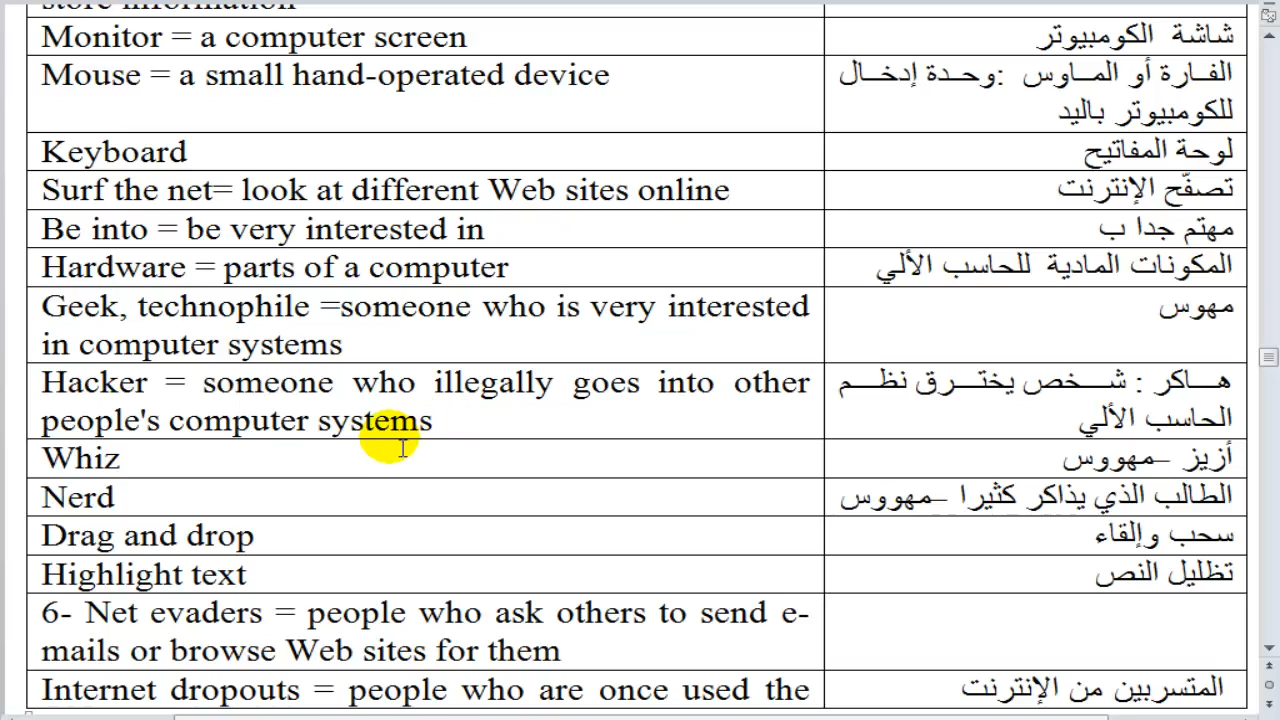 store information
Monitor = a computer screen
شاشة الكومبيوتر
Mouse = a small hand-operated device
الفارة أو الماوس :وحدة إدخال
للكومبيوتر باليد
Keyboard
لوحة المفاتيح
Surf the net= look at different Web sites online
تصفّح الإنترنت
Be into = be very interested in
مهتم جدا ب
Hardware = parts of a computer
المكونات المادية للحاسب الألي
Geek, technophile =someone who is very interested
in computer systems
مهوس
Hacker = someone who illegally goes into other
people's computer systems
هاكر : شخص يخترق نظم
الحاسب الألي
Whiz
أزيز –مهووس
Nerd
الطالب الذي يذاكر كثيرا –مهووس
Drag and drop
سحب وإلقاء
Highlight text
تظليل النص
6- Net evaders = people who ask others to send e-
mails or browse Web sites for them
Internet dropouts = people who are once used the
المتسربين من الإنترنت